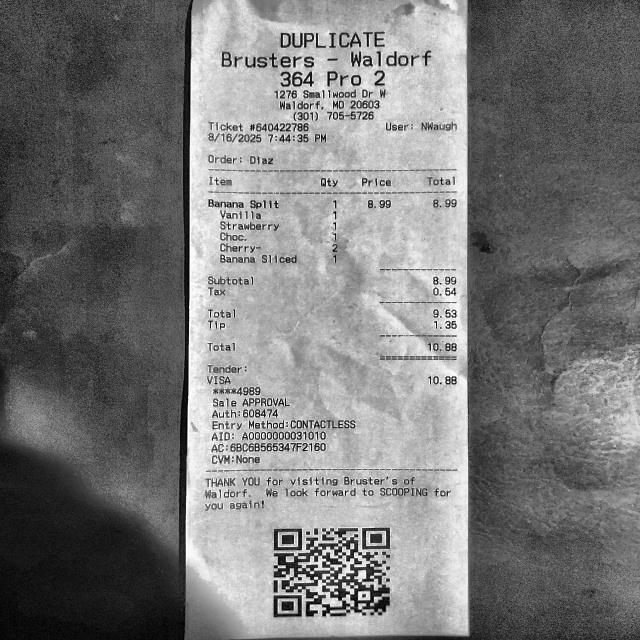 DUPLICATE
Brusters - Waldorf
364 Pro 2
1276 Smallwood Dr W
Waldorf, MD 20603
(301) 705-5726
Ticket #640422786 User: NWaugh
8/16/2025 7:44:35 PM
Order: Diaz
Item Qty Price Total
Banana Split 1 8.99 8.99
Vanilla 1
Strawberry 1
Choc. 1
Cherry- 2
Banana Sliced 1
Subtotal 8.99
Tax 0.54
Total 9.53
Tip 1.35
Total 10.88
Tender:
VISA 10.88
****4989
Sale APPROVAL
Auth:608474
Entry Method:CONTACTLESS
AID: A0000000031010
AC:6BC6B565347F2160
CVM:None
THANK YOU for visiting Bruster's of
Waldorf. We look forward to SCOOPING for
you again!